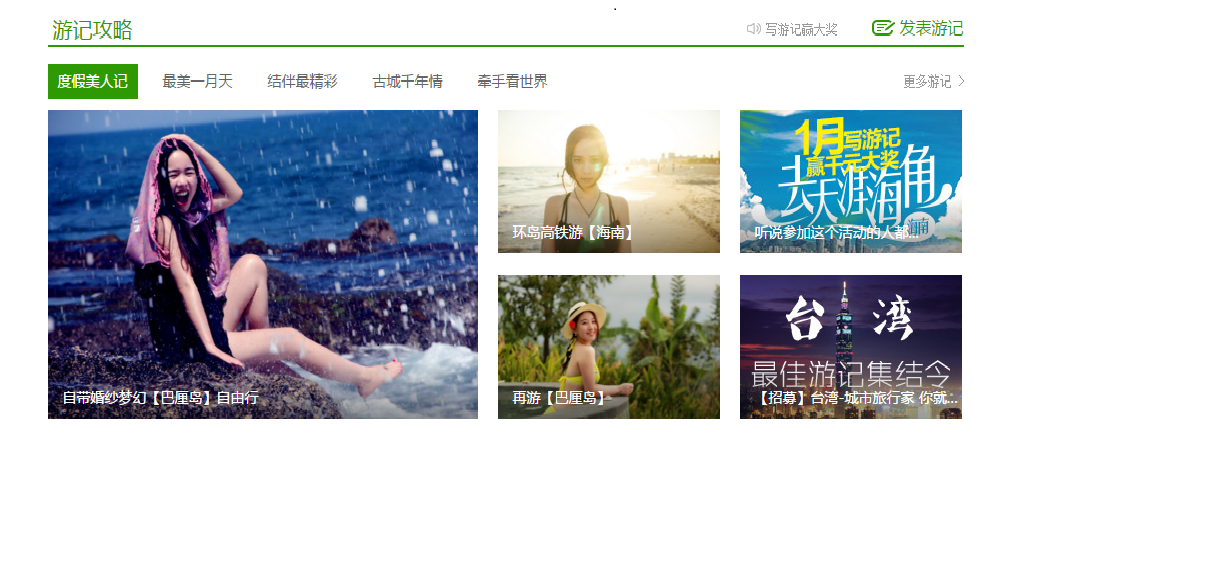 .
游记攻略
写游记赢大奖
发表游记
度假美人记
最美一月天
结伴最精彩
古城千年情
牵手看世界
更多游记
自带婚纱梦幻【巴厘岛】自由行
环岛高铁游【海南】
1月写游记
赢千元大奖
去天涯海角
海南
听说参加这个活动的人都...
再游【巴厘岛】
台湾
最佳游记集结令
【招募】台湾-城市旅行家 你就...